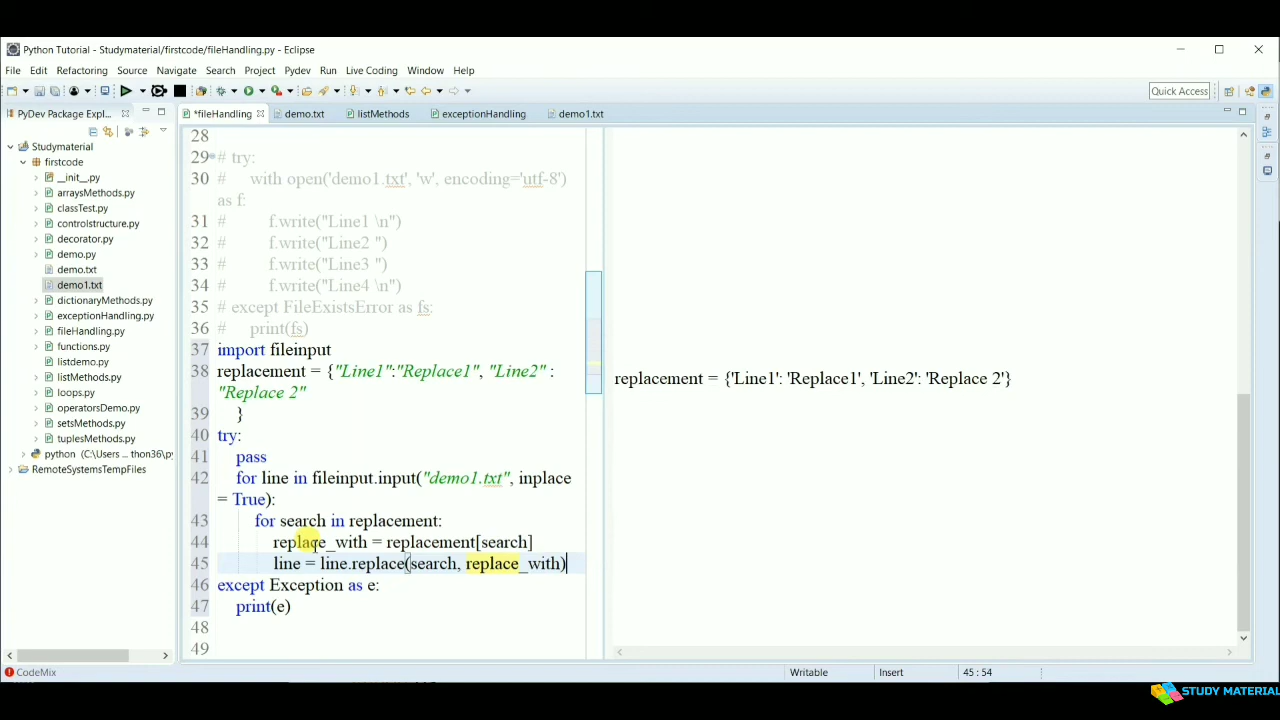 Python Tutorial - Studymaterial/firstcode/fileHandling.py - Eclipse
File Edit Refactoring Source Navigate Search Project Pydev Run Live Coding Window Help
Quick Access
PyDev Package Expl...
*fileHandling demo.txt listMethods exceptionHandling demo1.txt
Studymaterial
firstcode
__init__.py
arraysMethods.py
classTest.py
controlstructure.py
decorator.py
demo.py
demo.txt
demo1.txt
dictionaryMethods.py
exceptionHandling.py
fileHandling.py
functions.py
listdemo.py
listMethods.py
loops.py
operatorsDemo.py
setsMethods.py
tuplesMethods.py
python (C:\Users ... thon36\py
RemoteSystemsTempFiles
28
29 # try:
30 # with open('demo1.txt', 'w', encoding='utf-8')
as f:
31 # f.write("Line1 \n")
32 # f.write("Line2 ")
33 # f.write("Line3 ")
34 # f.write("Line4 \n")
35 # except FileExistsError as fs:
36 # print(fs)
37 import fileinput
38 replacement = {"Line1":"Replace1", "Line2" :
"Replace 2"
39 }
40 try:
41 pass
42 for line in fileinput.input("demo1.txt", inplace
= True):
43 for search in replacement:
44 replace_with = replacement[search]
45 line = line.replace(search, replace_with)
46 except Exception as e:
47 print(e)
48
49
replacement = {'Line1': 'Replace1', 'Line2': 'Replace 2'}
CodeMix
Writable Insert 45 : 54
STUDY MATERIAL